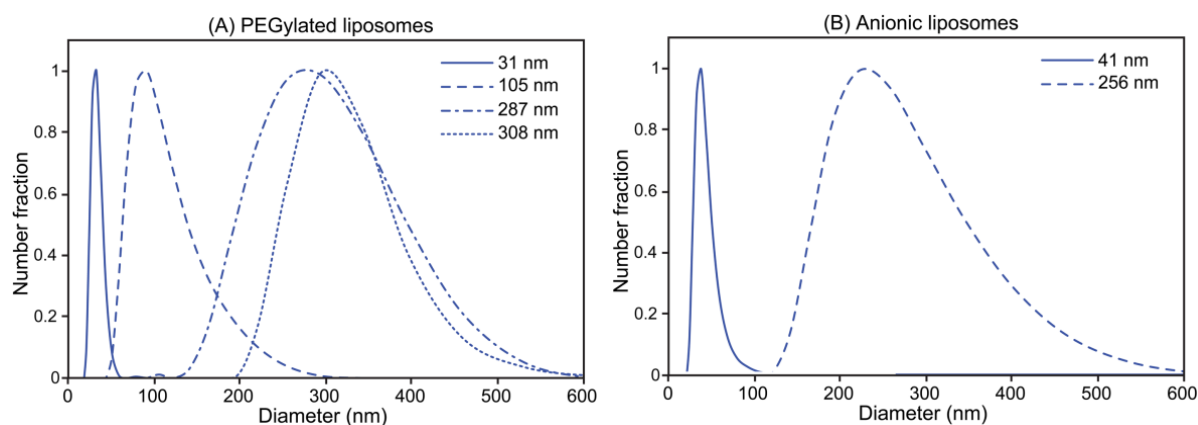 (A) PEGylated liposomes
31 nm
105 nm
287 nm
308 nm
1
0.8
0.6
0.4
0.2
0
Number fraction
0 100 200 300 400 500 600
Diameter (nm)
(B) Anionic liposomes
41 nm
256 nm
1
0.8
0.6
0.4
0.2
0
Number fraction
0 100 200 300 400 500 600
Diameter (nm)